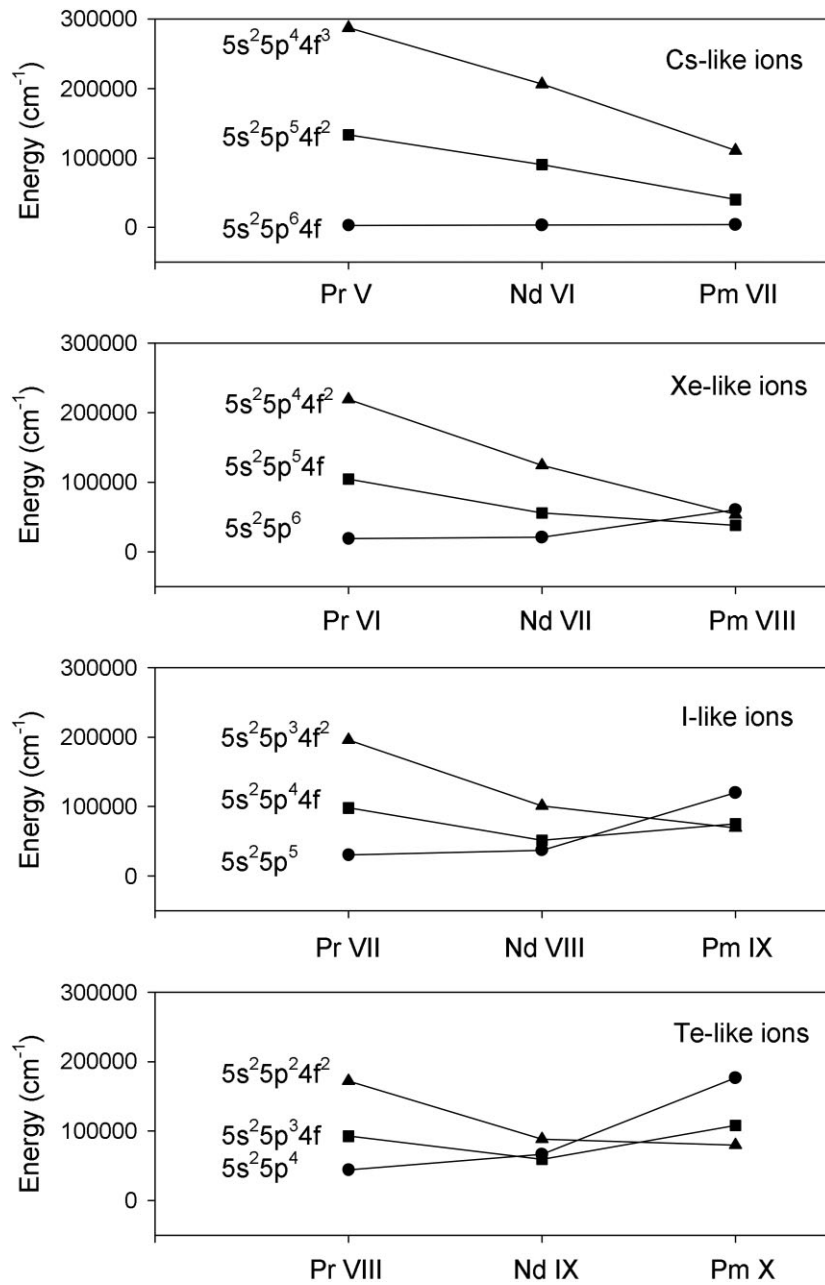 300000
5s²5p⁴4f³
Cs-like ions
200000
5s²5p⁵4f²
100000
0
5s²5p⁶4f
Energy (cm⁻¹)
Pr V Nd VI Pm VII
300000
Xe-like ions
5s²5p⁴4f²
200000
5s²5p⁵4f
100000
5s²5p⁶
0
Energy (cm⁻¹)
Pr VI Nd VII Pm VIII
300000
I-like ions
5s²5p³4f²
200000
5s²5p⁴4f
100000
5s²5p⁵
0
Energy (cm⁻¹)
Pr VII Nd VIII Pm IX
300000
Te-like ions
200000
5s²5p²4f²
5s²5p³4f
100000
5s²5p⁴
0
Energy (cm⁻¹)
Pr VIII Nd IX Pm X